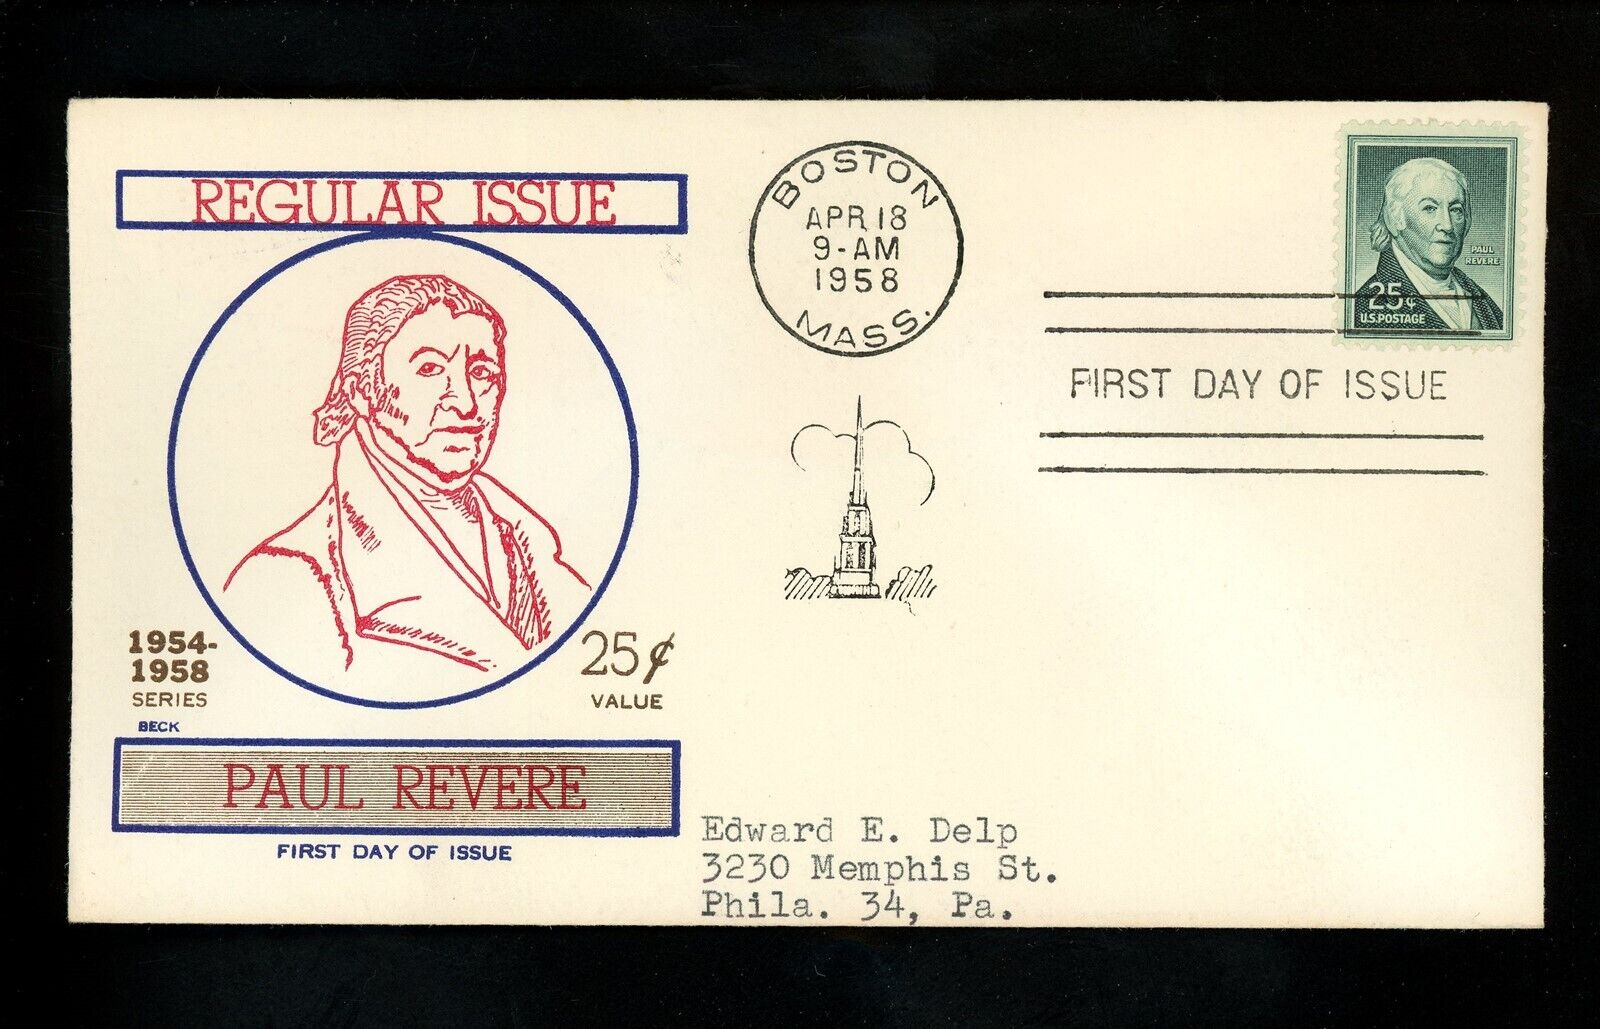 REGULAR ISSUE
1954-
1958
SERIES
BECK
25¢
VALUE
PAUL REVERE
FIRST DAY OF ISSUE
BOSTON
APR 18
9-AM
1958
MASS.
PAUL
REVERE
25¢
U.S. POSTAGE
FIRST DAY OF ISSUE
Edward E. Delp
3230 Memphis St.
Phila. 34, Pa.